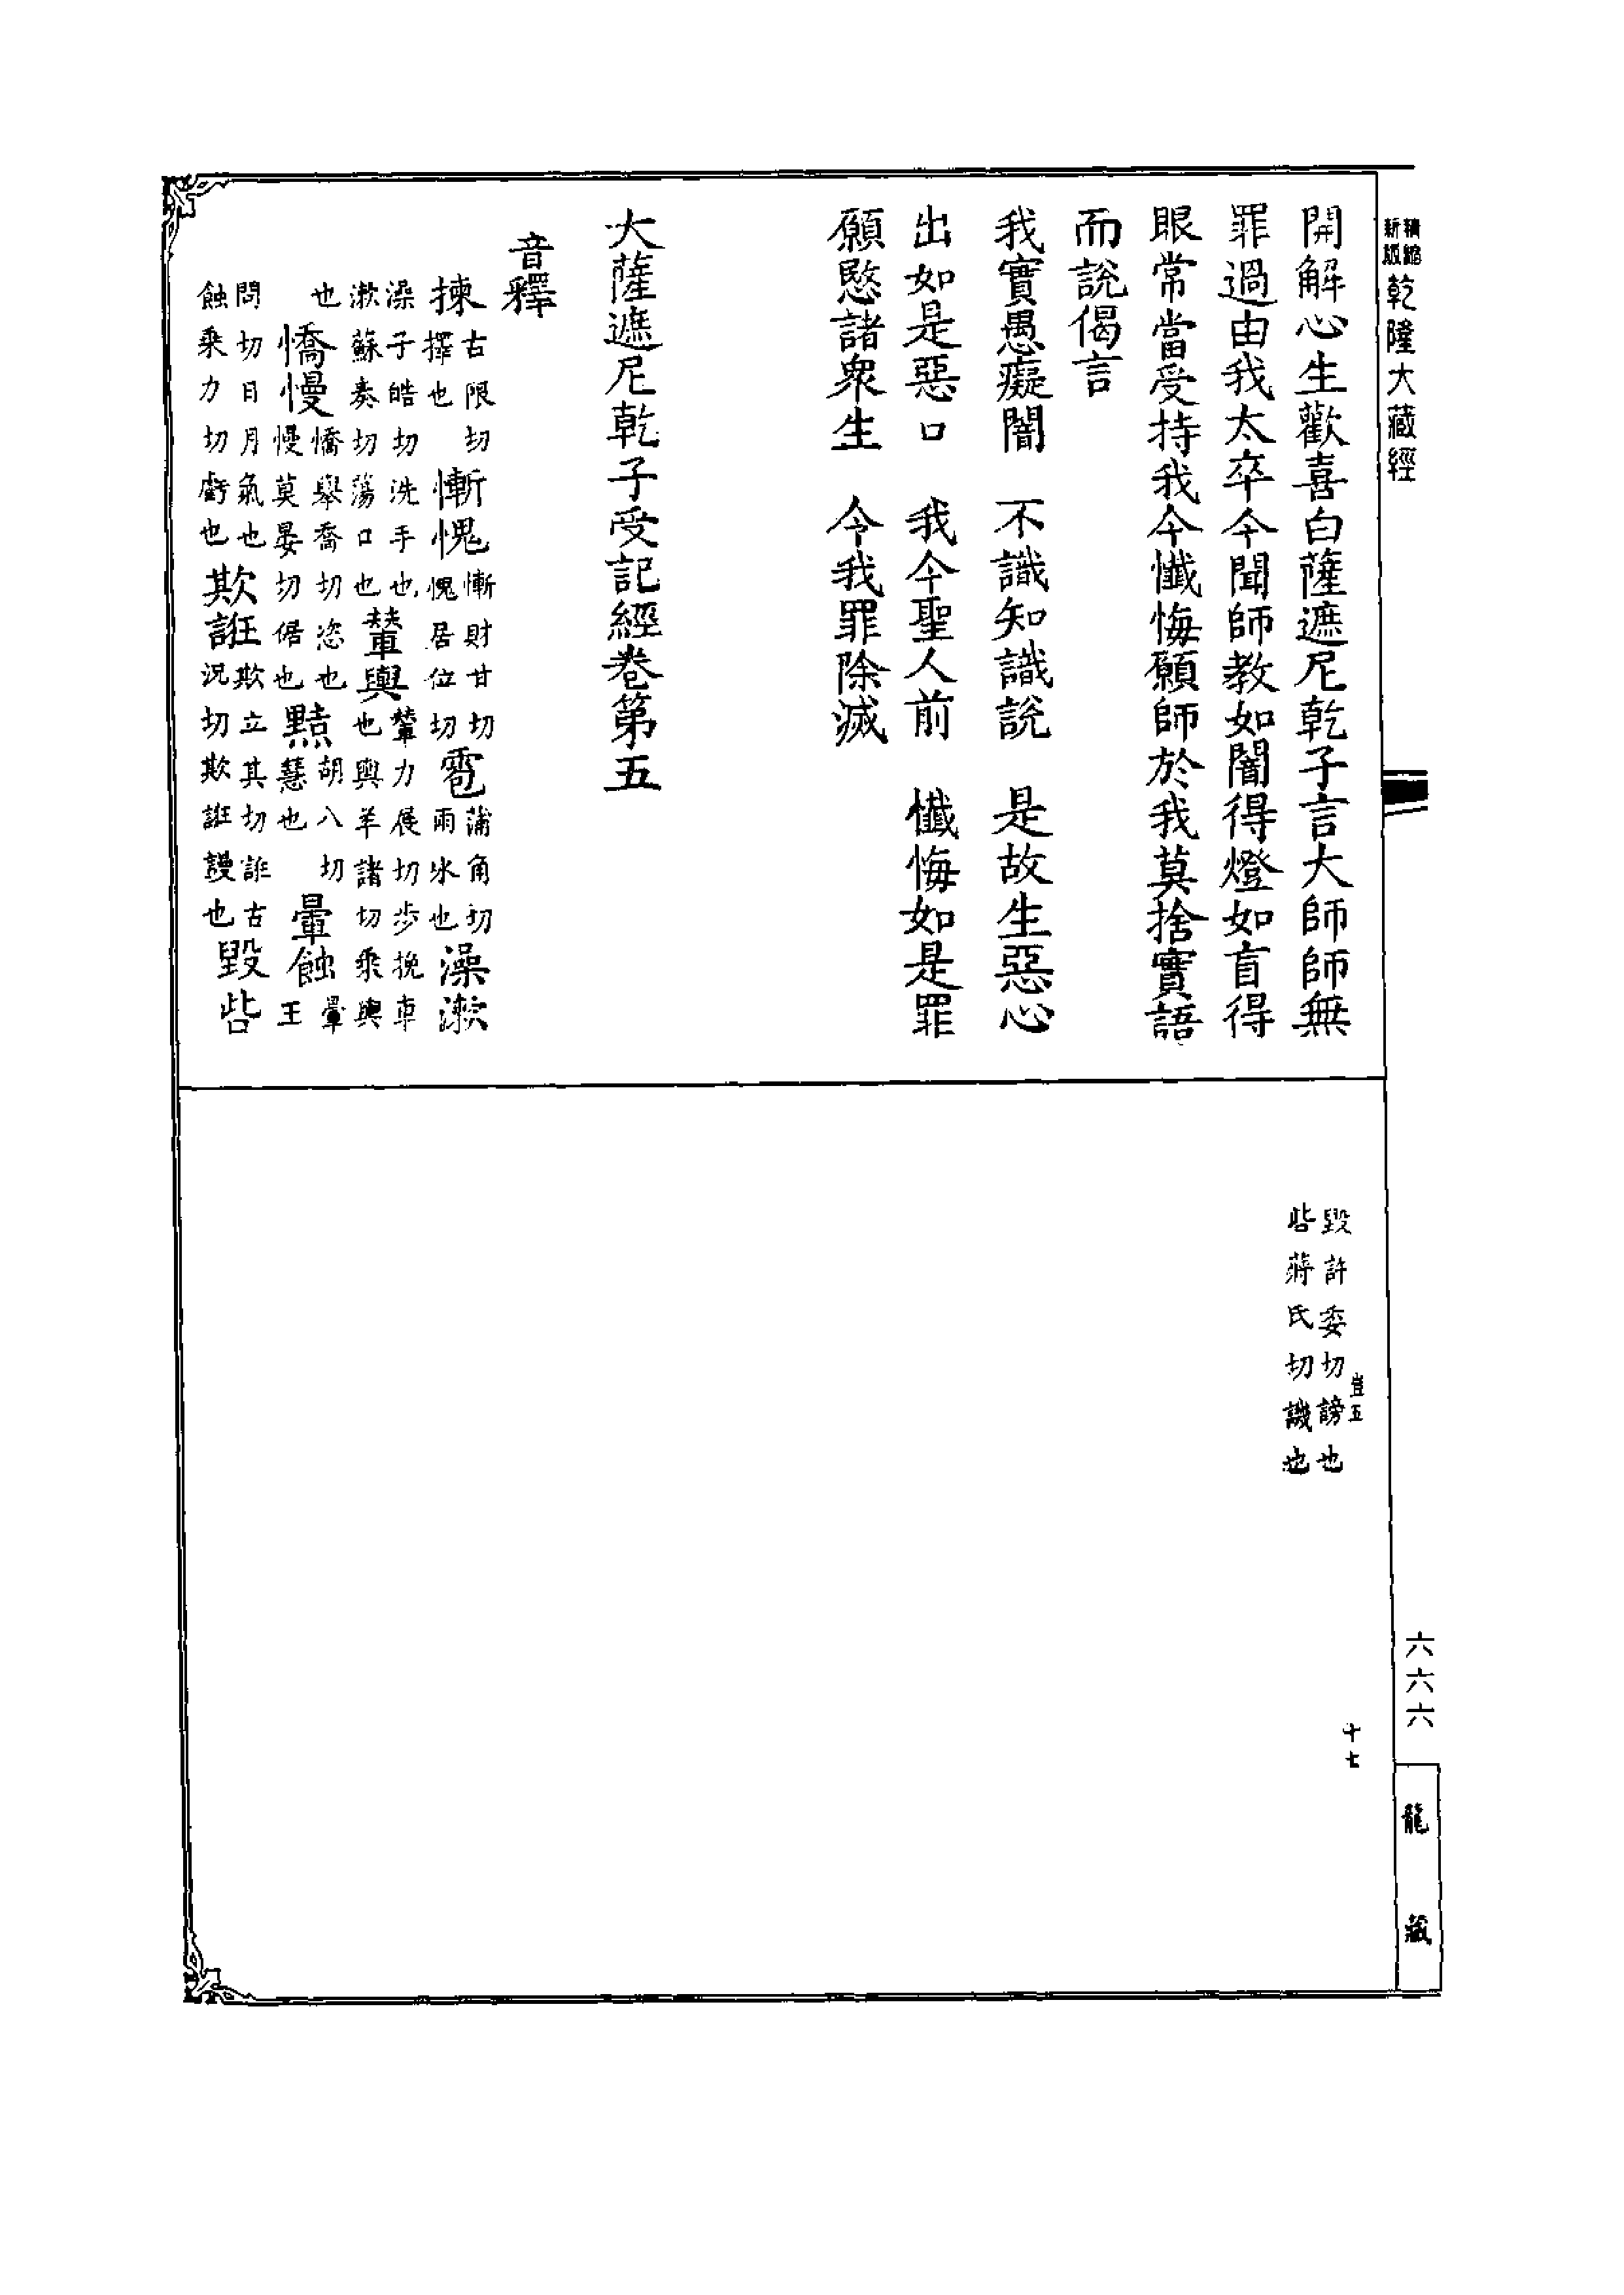 精縮
新版
乾隆大藏經
開解心生歡喜白薩遮尼乾子言大師師無
罪過由我太卒今聞師教如闇得燈如盲得
眼常當受持我今懺悔願師於我莫捨實語
而說偈言
我實愚癡闇　不識知識說　是故生惡心
出如是惡口　我今聖人前　懺悔如是罪
願愍諸衆生　令我罪除滅
大薩遮尼乾子受記經卷第五
音釋
揀 古限切擇也 慚愧 慚財甘切愧居位切 雹 蒲角切雨冰也 澡漱
澡子皓切洗手也漱蘇奏切蕩口也 輦輿 輦力展切步挽車也輿羊諸切乘輿
也 憍慢 憍舉喬切恣也慢莫晏切倨也 黠 胡八切慧也 暈蝕 暈王
問切日月氣也蝕乘力切虧也 欺誑 欺立其切誑古況切欺誑謾也 毀呰
毀許委切謗也
呰蔣氏切譏也
豈五
十七
六六六
龍藏